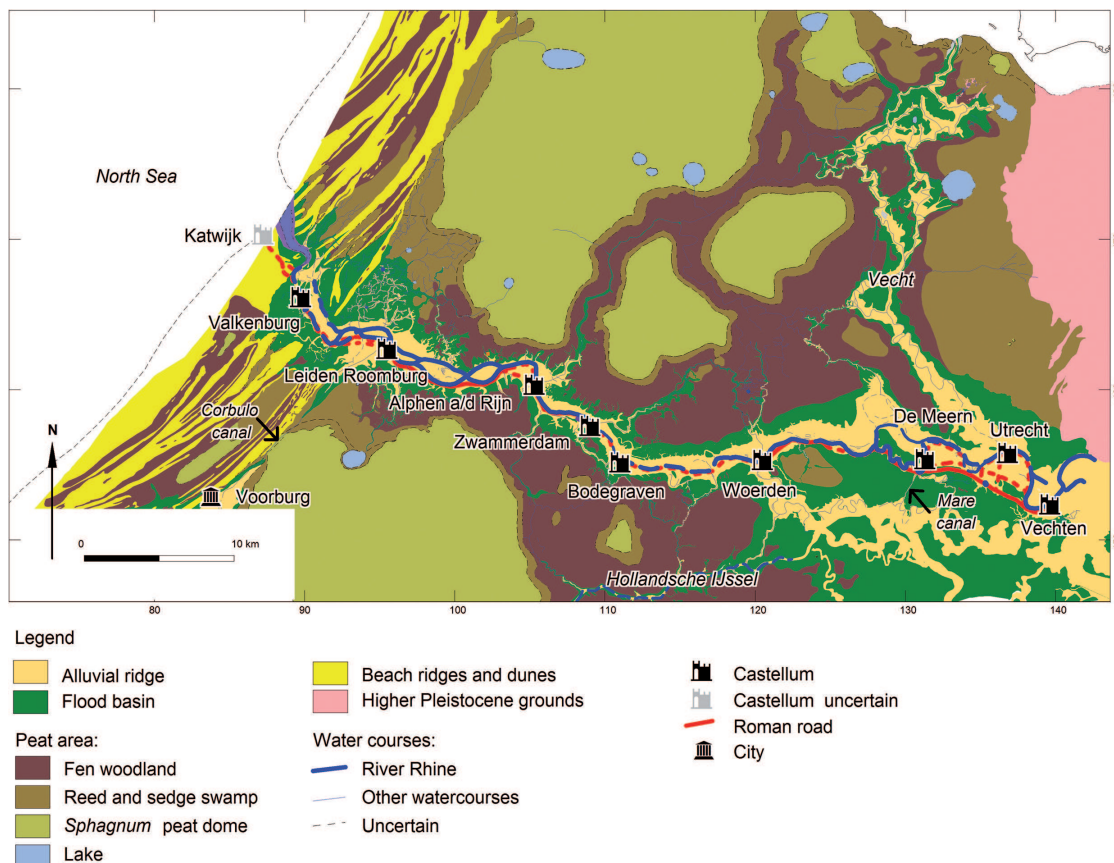 North Sea
Katwijk
Valkenburg
Leiden Roomburg
Alphen a/d Rijn
Corbulo
canal
Zwammerdam
Bodegraven
Woerden
De Meern
Utrecht
Vecht
Mare
canal
Vechten
Voorburg
Hollandsche IJssel
N
0 10 km
80 90 100 110 120 130 140
Legend
Alluvial ridge
Flood basin
Peat area:
Fen woodland
Reed and sedge swamp
Sphagnum peat dome
Lake
Beach ridges and dunes
Higher Pleistocene grounds
Water courses:
River Rhine
Other watercourses
Uncertain
Castellum
Castellum uncertain
Roman road
City